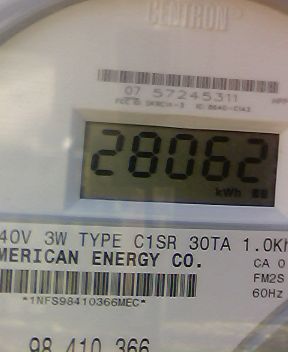 CENTRON®
07 57245311
28062
kWh
40V 3W TYPE C1SR 30TA 1.0Kh
MERICAN ENERGY CO.
CA 0
FM2S
60Hz
*1NFS98410366MEC*
98 410 366